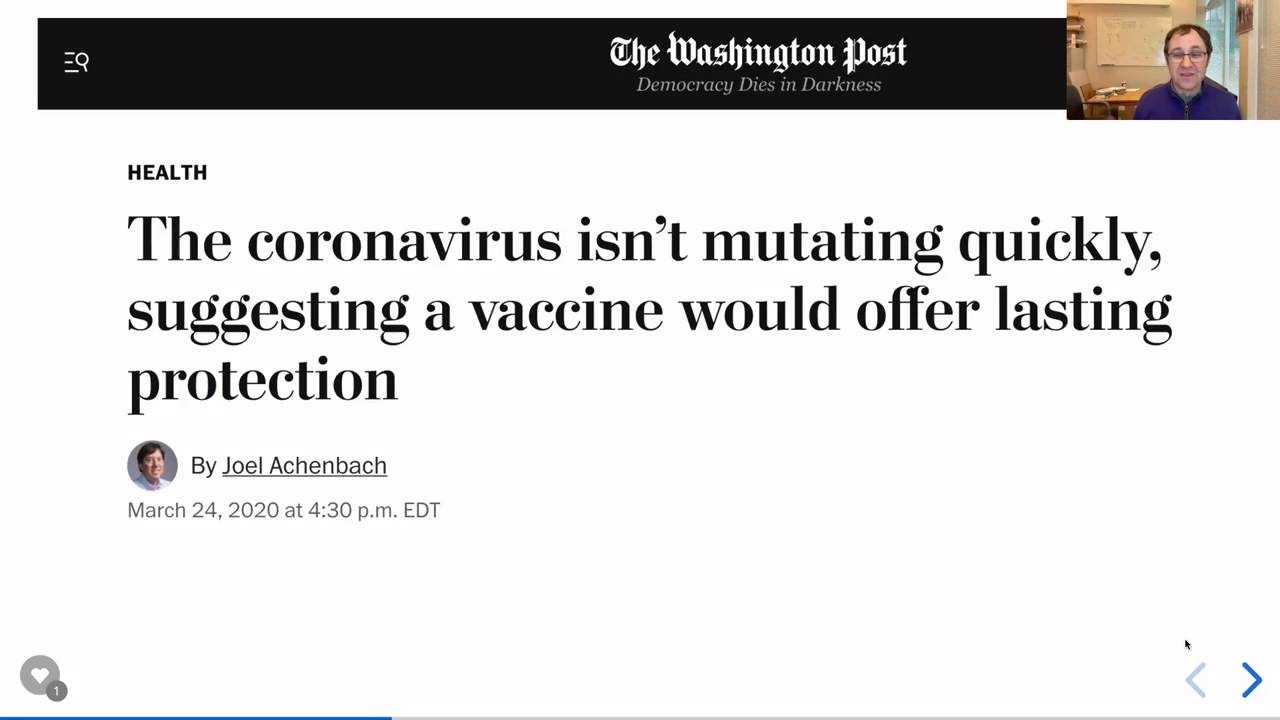 The Washington Post
Democracy Dies in Darkness
HEALTH
The coronavirus isn’t mutating quickly,
suggesting a vaccine would offer lasting
protection
By Joel Achenbach
March 24, 2020 at 4:30 p.m. EDT
1